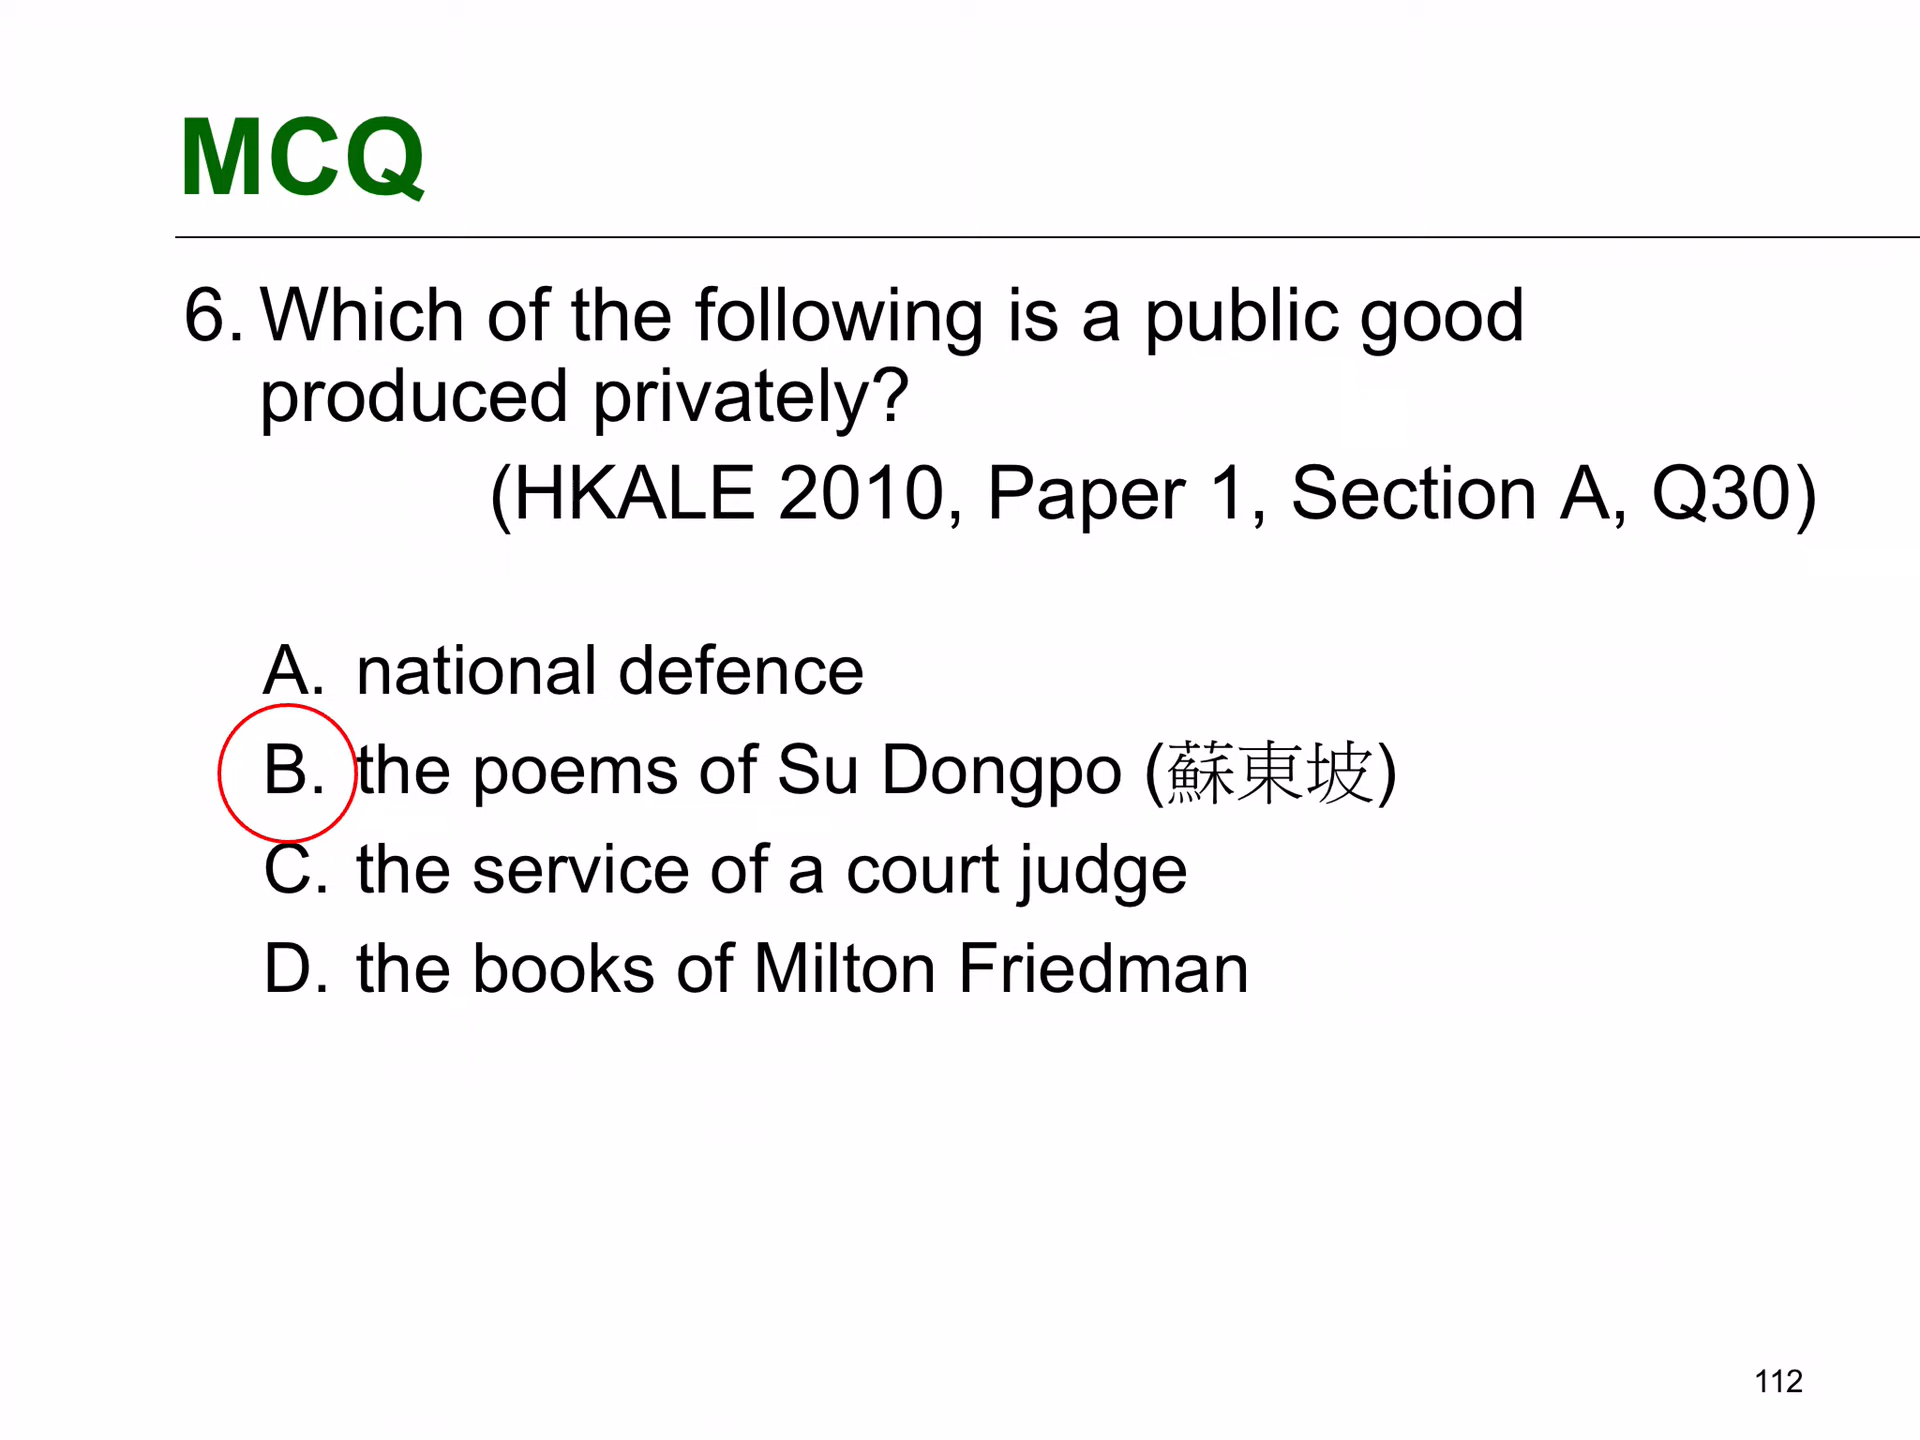 MCQ
6. Which of the following is a public good
produced privately?
(HKALE 2010, Paper 1, Section A, Q30)
A. national defence
B. the poems of Su Dongpo (蘇東坡)
C. the service of a court judge
D. the books of Milton Friedman
112